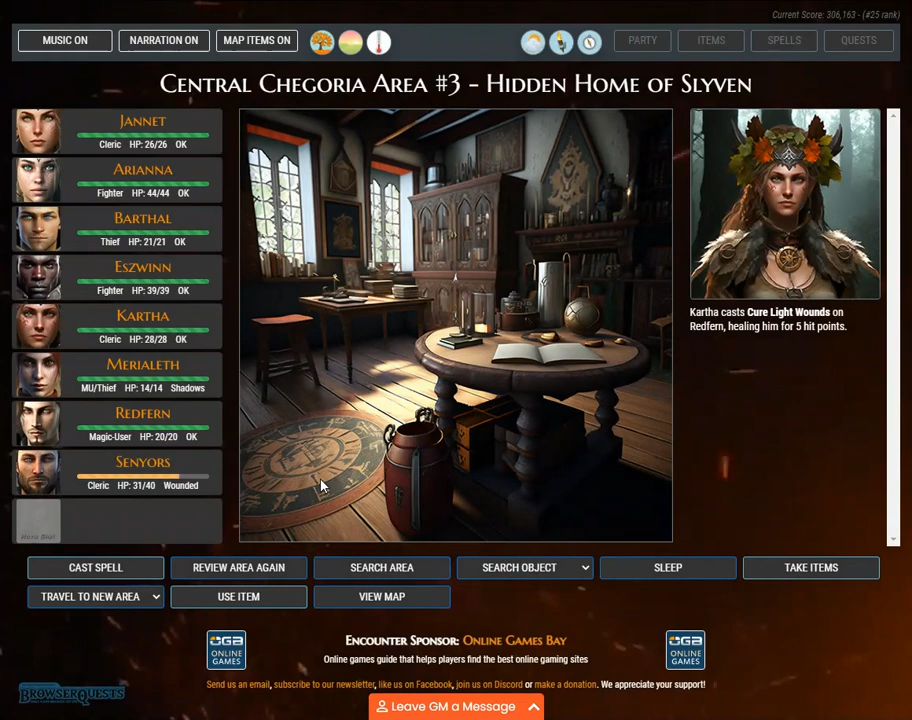 Current Score: 306,163 - (#25 rank)
MUSIC ON
NARRATION ON
MAP ITEMS ON
PARTY
ITEMS
SPELLS
QUESTS
Central Chegoria Area #3 - Hidden Home of Slyven
Jannet
Cleric HP: 26/26 OK
Arianna
Fighter HP: 44/44 OK
Barthal
Thief HP: 21/21 OK
Eszwinn
Fighter HP: 39/39 OK
Kartha
Cleric HP: 28/28 OK
Merialeth
MU/Thief HP: 14/14 Shadows
Redfern
Magic-User HP: 20/20 OK
Senyors
Cleric HP: 31/40 Wounded
Kartha casts Cure Light Wounds on
Redfern, healing him for 5 hit points.
CAST SPELL
REVIEW AREA AGAIN
SEARCH AREA
SEARCH OBJECT
SLEEP
TAKE ITEMS
TRAVEL TO NEW AREA
USE ITEM
VIEW MAP
OGB
ONLINE
GAMES
Encounter Sponsor: Online Games Bay
Online games guide that helps players find the best online gaming sites
OGB
ONLINE
GAMES
Send us an email, subscribe to our newsletter, like us on Facebook, join us on Discord or make a donation. We appreciate your support!
BrowserQuests
Leave GM a Message